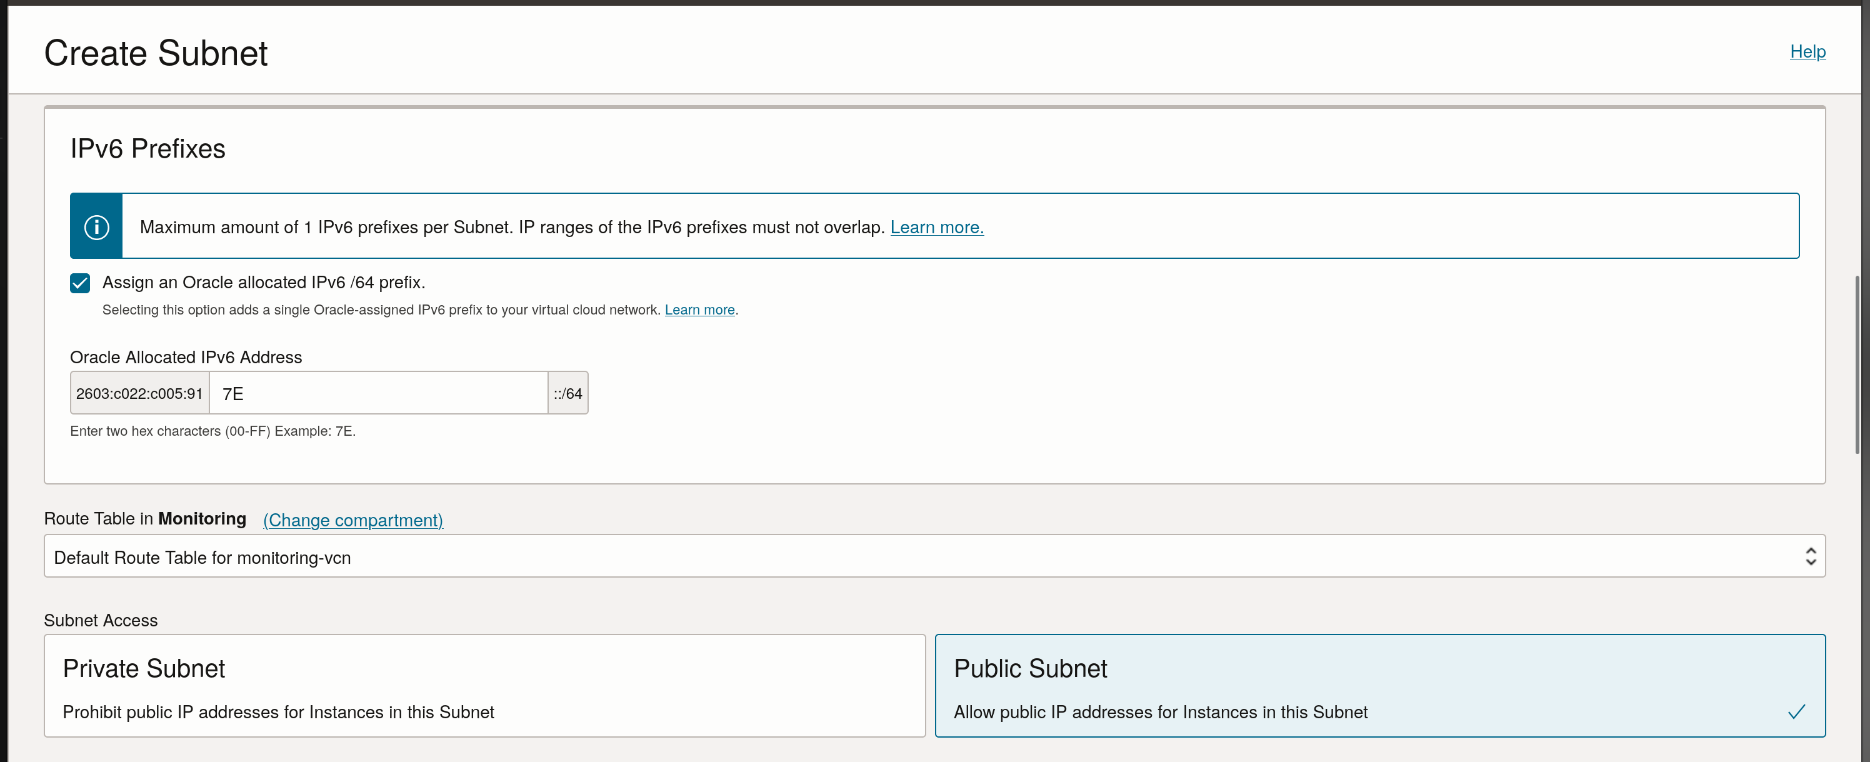 Create Subnet
Help
IPv6 Prefixes
Maximum amount of 1 IPv6 prefixes per Subnet. IP ranges of the IPv6 prefixes must not overlap. Learn more.
Assign an Oracle allocated IPv6 /64 prefix.
Selecting this option adds a single Oracle-assigned IPv6 prefix to your virtual cloud network. Learn more.
Oracle Allocated IPv6 Address
2603:c022:c005:91 7E ::/64
Enter two hex characters (00-FF) Example: 7E.
Route Table in Monitoring (Change compartment)
Default Route Table for monitoring-vcn
Subnet Access
Private Subnet
Prohibit public IP addresses for Instances in this Subnet
Public Subnet
Allow public IP addresses for Instances in this Subnet